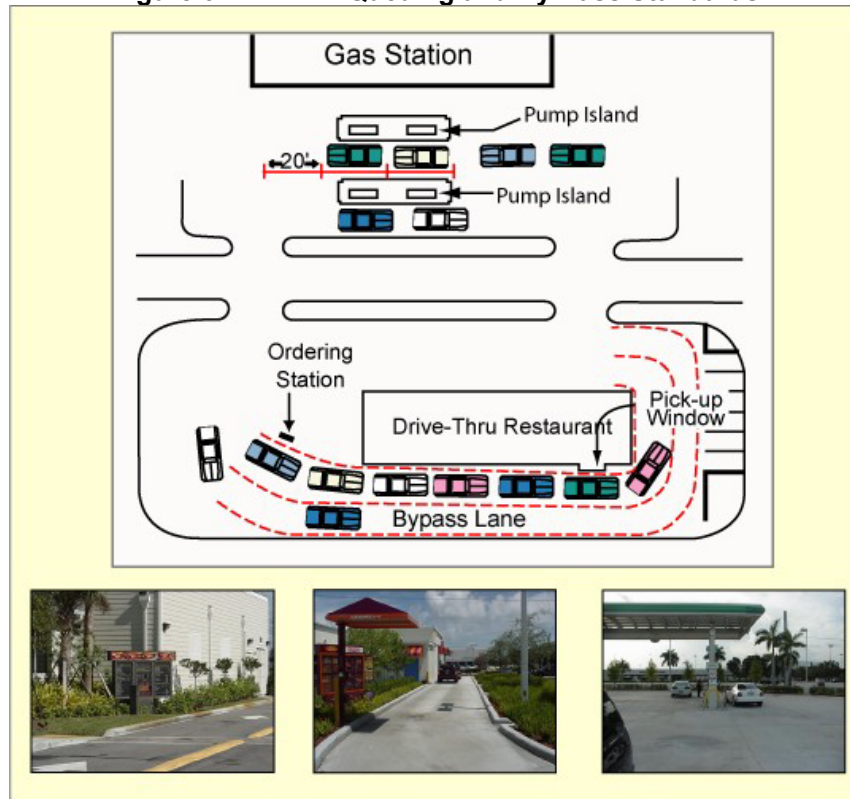 Gas Station
Pump Island
20'
Pump Island
Ordering
Station
Pick-up
Window
Drive-Thru Restaurant
Bypass Lane